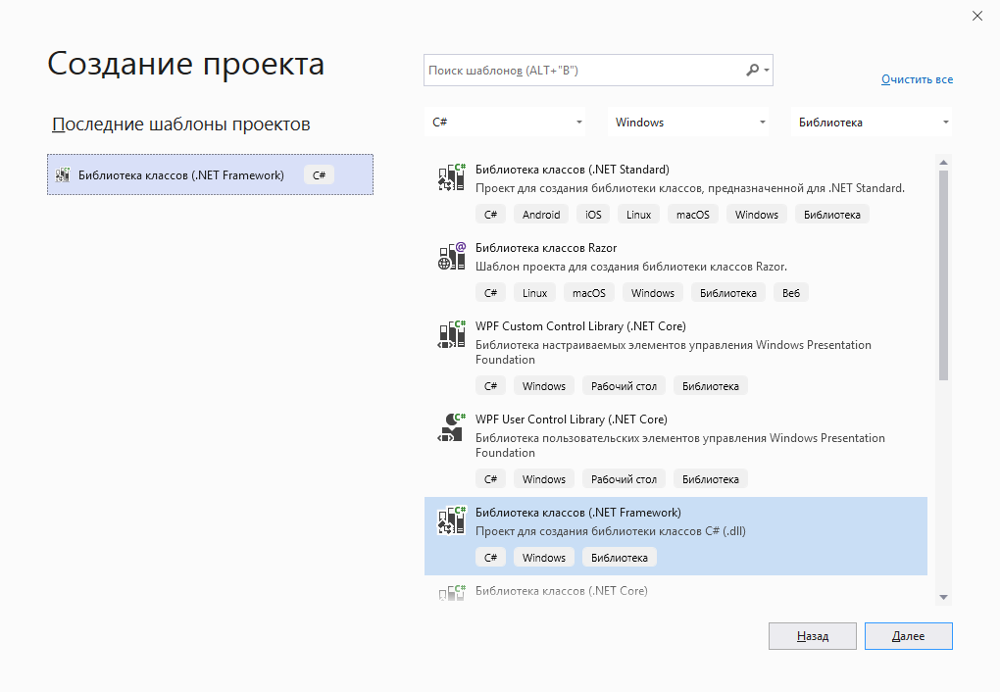 Создание проекта
Поиск шаблонов (ALT+"В")
Очистить все
Последние шаблоны проектов
C#
Windows
Библиотека
Библиотека классов (.NET Framework)
C#
Библиотека классов (.NET Standard)
Проект для создания библиотеки классов, предназначенной для .NET Standard.
C# Android iOS Linux macOS Windows Библиотека
Библиотека классов Razor
Шаблон проекта для создания библиотеки классов Razor.
C# Linux macOS Windows Библиотека Веб
WPF Custom Control Library (.NET Core)
Библиотека настраиваемых элементов управления Windows Presentation
Foundation
C# Windows Рабочий стол Библиотека
WPF User Control Library (.NET Core)
Библиотека пользовательских элементов управления Windows Presentation
Foundation
C# Windows Рабочий стол Библиотека
Библиотека классов (.NET Framework)
Проект для создания библиотеки классов C# (.dll)
C# Windows Библиотека
Библиотека классов (.NET Core)
Назад
Далее